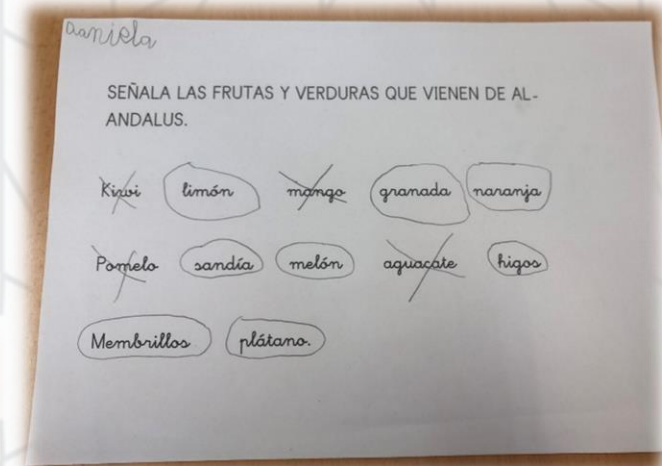 Daniela
SEÑALA LAS FRUTAS Y VERDURAS QUE VIENEN DE AL-
ANDALUS.
Kiwi limón mango granada naranja
Pomelo sandía melón aguacate higos
Membrillos plátano.